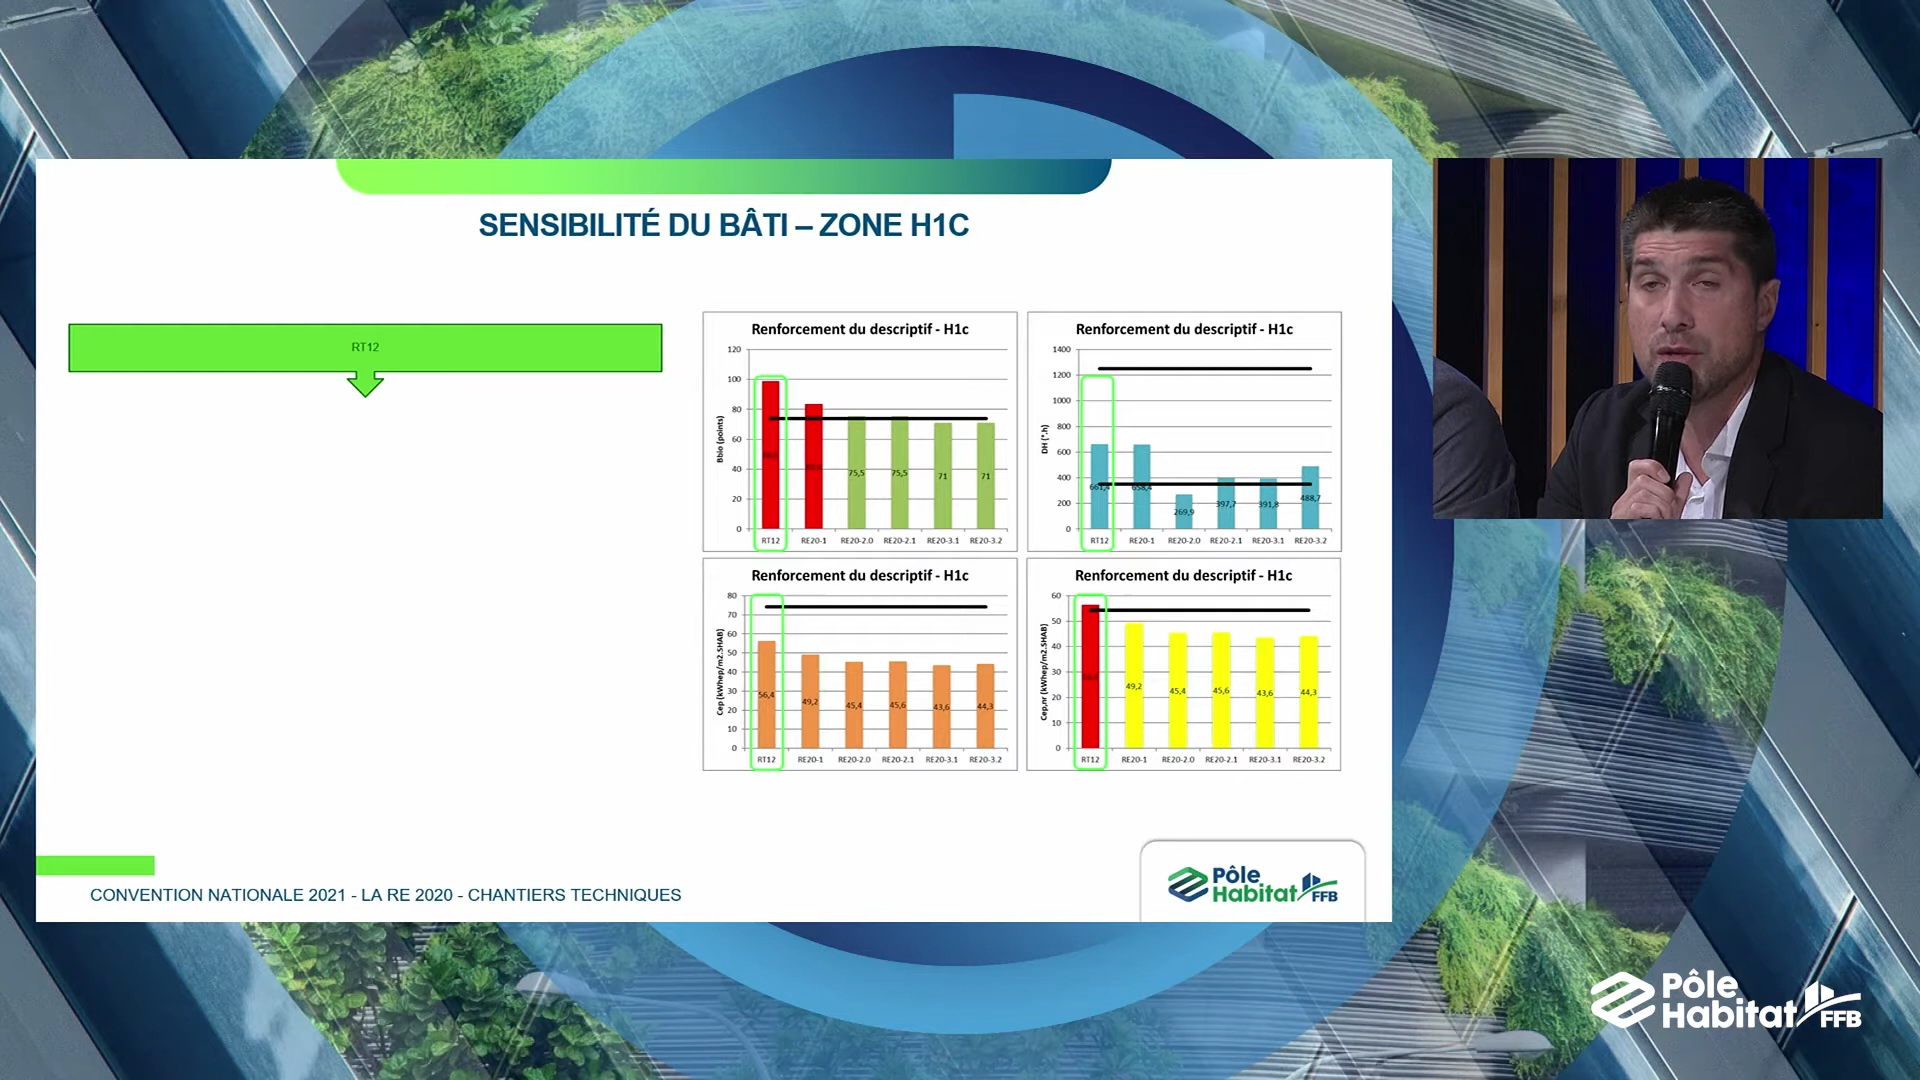 SENSIBILITÉ DU BÂTI – ZONE H1C
RT12
Renforcement du descriptif - H1c
Bbio (points)
120
100
80
60
40
20
0
75,5
75,5
71
71
RT12
RE20-1
RE20-2.0
RE20-2.1
RE20-3.1
RE20-3.2
Renforcement du descriptif - H1c
DH (°.h)
1400
1200
1000
800
600
400
200
0
661,4
658,4
269,9
397,7
391,8
488,7
RT12
RE20-1
RE20-2.0
RE20-2.1
RE20-3.1
RE20-3.2
Renforcement du descriptif - H1c
Cep (kWhep/m2.SHAB)
80
70
60
50
40
30
20
10
0
56,4
49,2
45,4
45,6
43,6
44,3
RT12
RE20-1
RE20-2.0
RE20-2.1
RE20-3.1
RE20-3.2
Renforcement du descriptif - H1c
Cep,nr (kWhep/m2.SHAB)
60
50
40
30
20
10
0
49,2
45,4
45,6
43,6
44,3
RT12
RE20-1
RE20-2.0
RE20-2.1
RE20-3.1
RE20-3.2
CONVENTION NATIONALE 2021 - LA RE 2020 - CHANTIERS TECHNIQUES
Pôle
Habitat
FFB
Pôle
Habitat
FFB